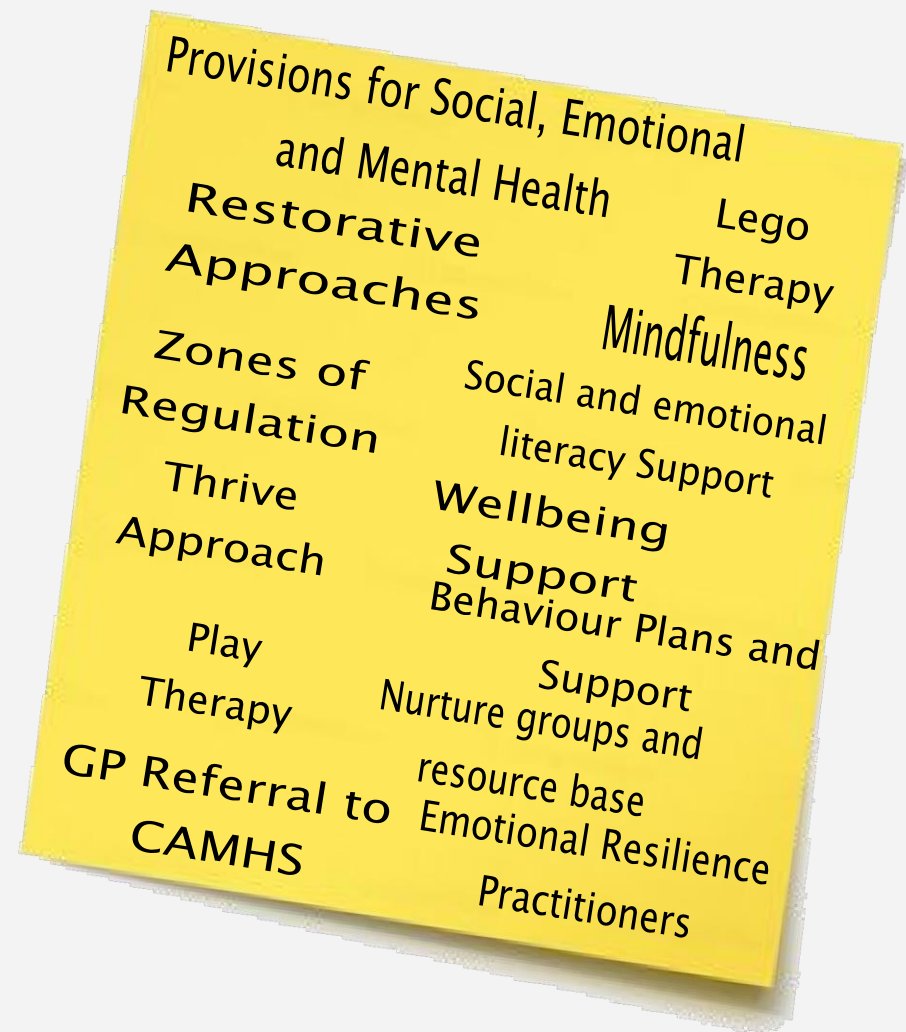 Provisions for Social, Emotional
and Mental Health
Restorative
Approaches
Lego
Therapy
Mindfulness
Zones of
Regulation
Social and emotional
literacy Support
Thrive
Approach
Wellbeing
Support
Behaviour Plans and
Support
Play
Therapy
Nurture groups and
resource base
GP Referral to
CAMHS
Emotional Resilience
Practitioners